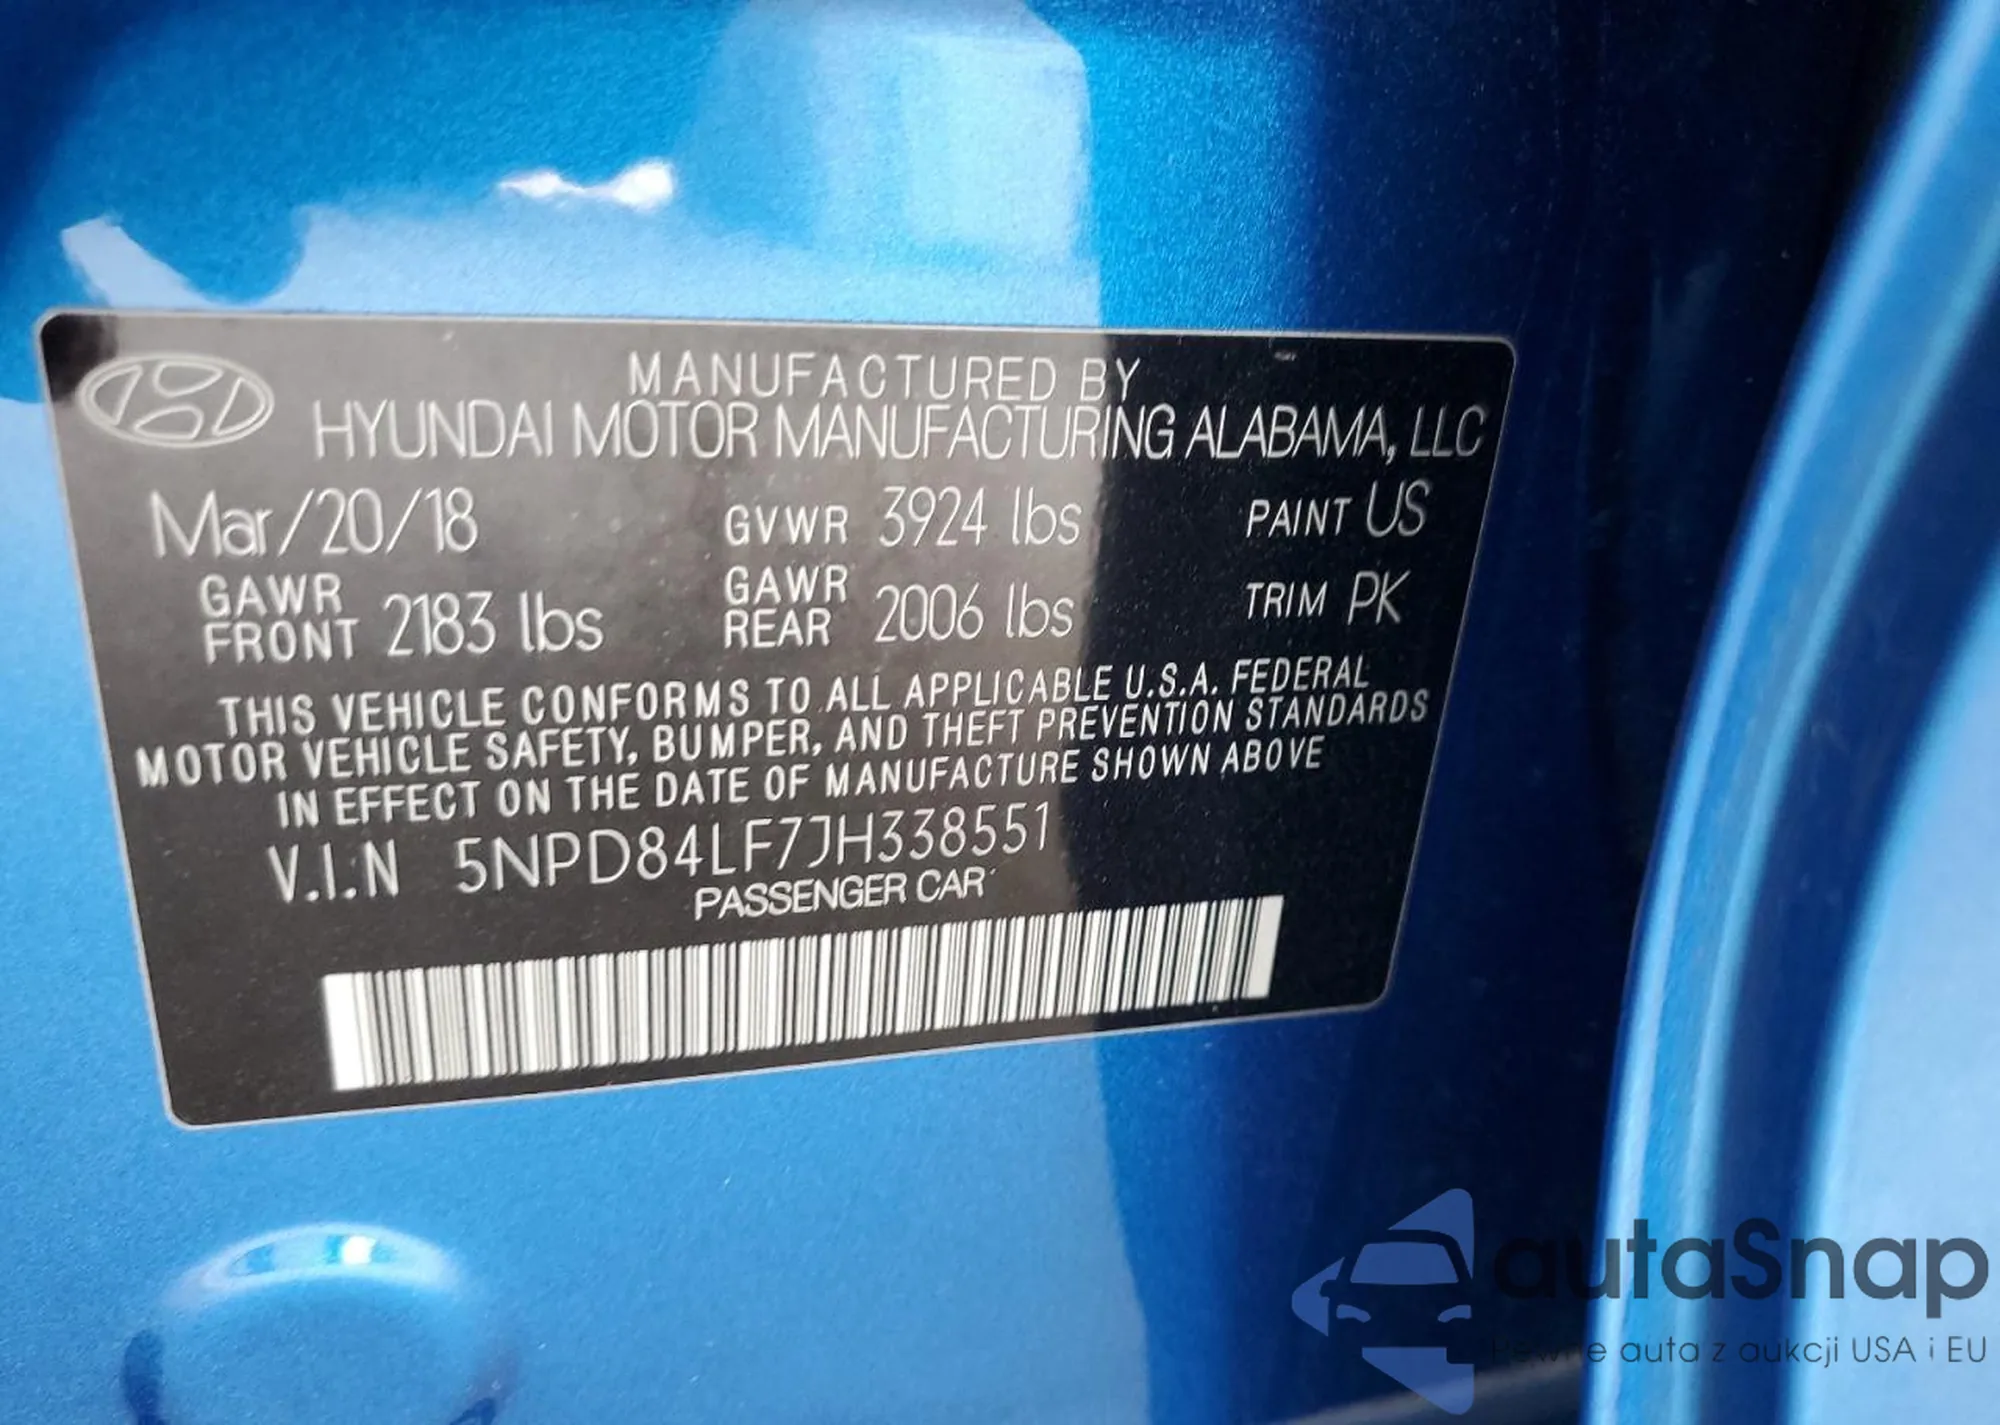 MANUFACTURED BY
HYUNDAI MOTOR MANUFACTURING ALABAMA, LLC
Mar/20/18 GVWR 3924 lbs PAINT US
GAWR FRONT 2183 lbs GAWR REAR 2006 lbs TRIM PK
THIS VEHICLE CONFORMS TO ALL APPLICABLE U.S.A. FEDERAL
MOTOR VEHICLE SAFETY, BUMPER, AND THEFT PREVENTION STANDARDS
IN EFFECT ON THE DATE OF MANUFACTURE SHOWN ABOVE
V.I.N 5NPD84LF7JH338551
PASSENGER CAR
autaSnap
Pewne auta z aukcji USA i EU